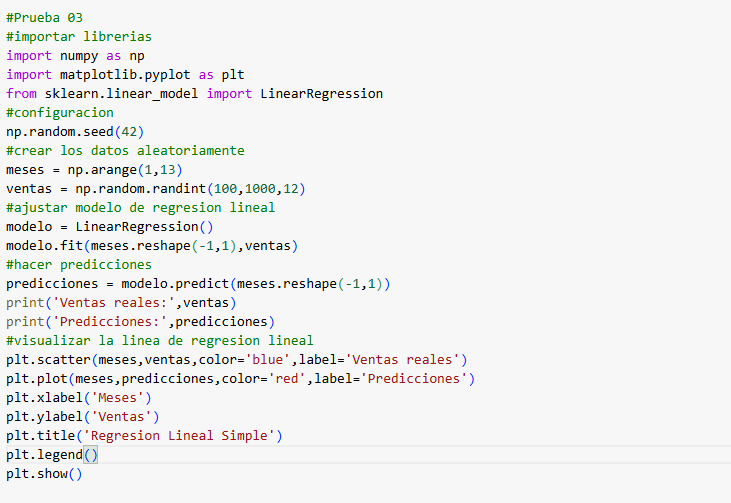 #Prueba 03
#importar librerias
import numpy as np
import matplotlib.pyplot as plt
from sklearn.linear_model import LinearRegression
#configuracion
np.random.seed(42)
#crear los datos aleatoriamente
meses = np.arange(1,13)
ventas = np.random.randint(100,1000,12)
#ajustar modelo de regresion lineal
modelo = LinearRegression()
modelo.fit(meses.reshape(-1,1),ventas)
#hacer predicciones
predicciones = modelo.predict(meses.reshape(-1,1))
print('Ventas reales:',ventas)
print('Predicciones:',predicciones)
#visualizar la linea de regresion lineal
plt.scatter(meses,ventas,color='blue',label='Ventas reales')
plt.plot(meses,predicciones,color='red',label='Predicciones')
plt.xlabel('Meses')
plt.ylabel('Ventas')
plt.title('Regresion Lineal Simple')
plt.legend()
plt.show()